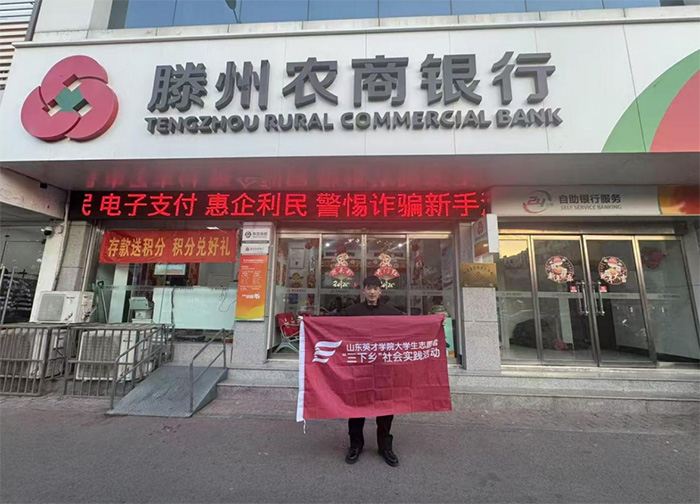 滕州农商银行
TENGZHOU RURAL COMMERCIAL BANK
民 电子支付 惠企利民 警惕诈骗新手
24
自助银行服务
SELF SERVICE BANKING
存款送积分 积分兑好礼
山东英才学院大学生志愿者
"三下乡"社会实践活动